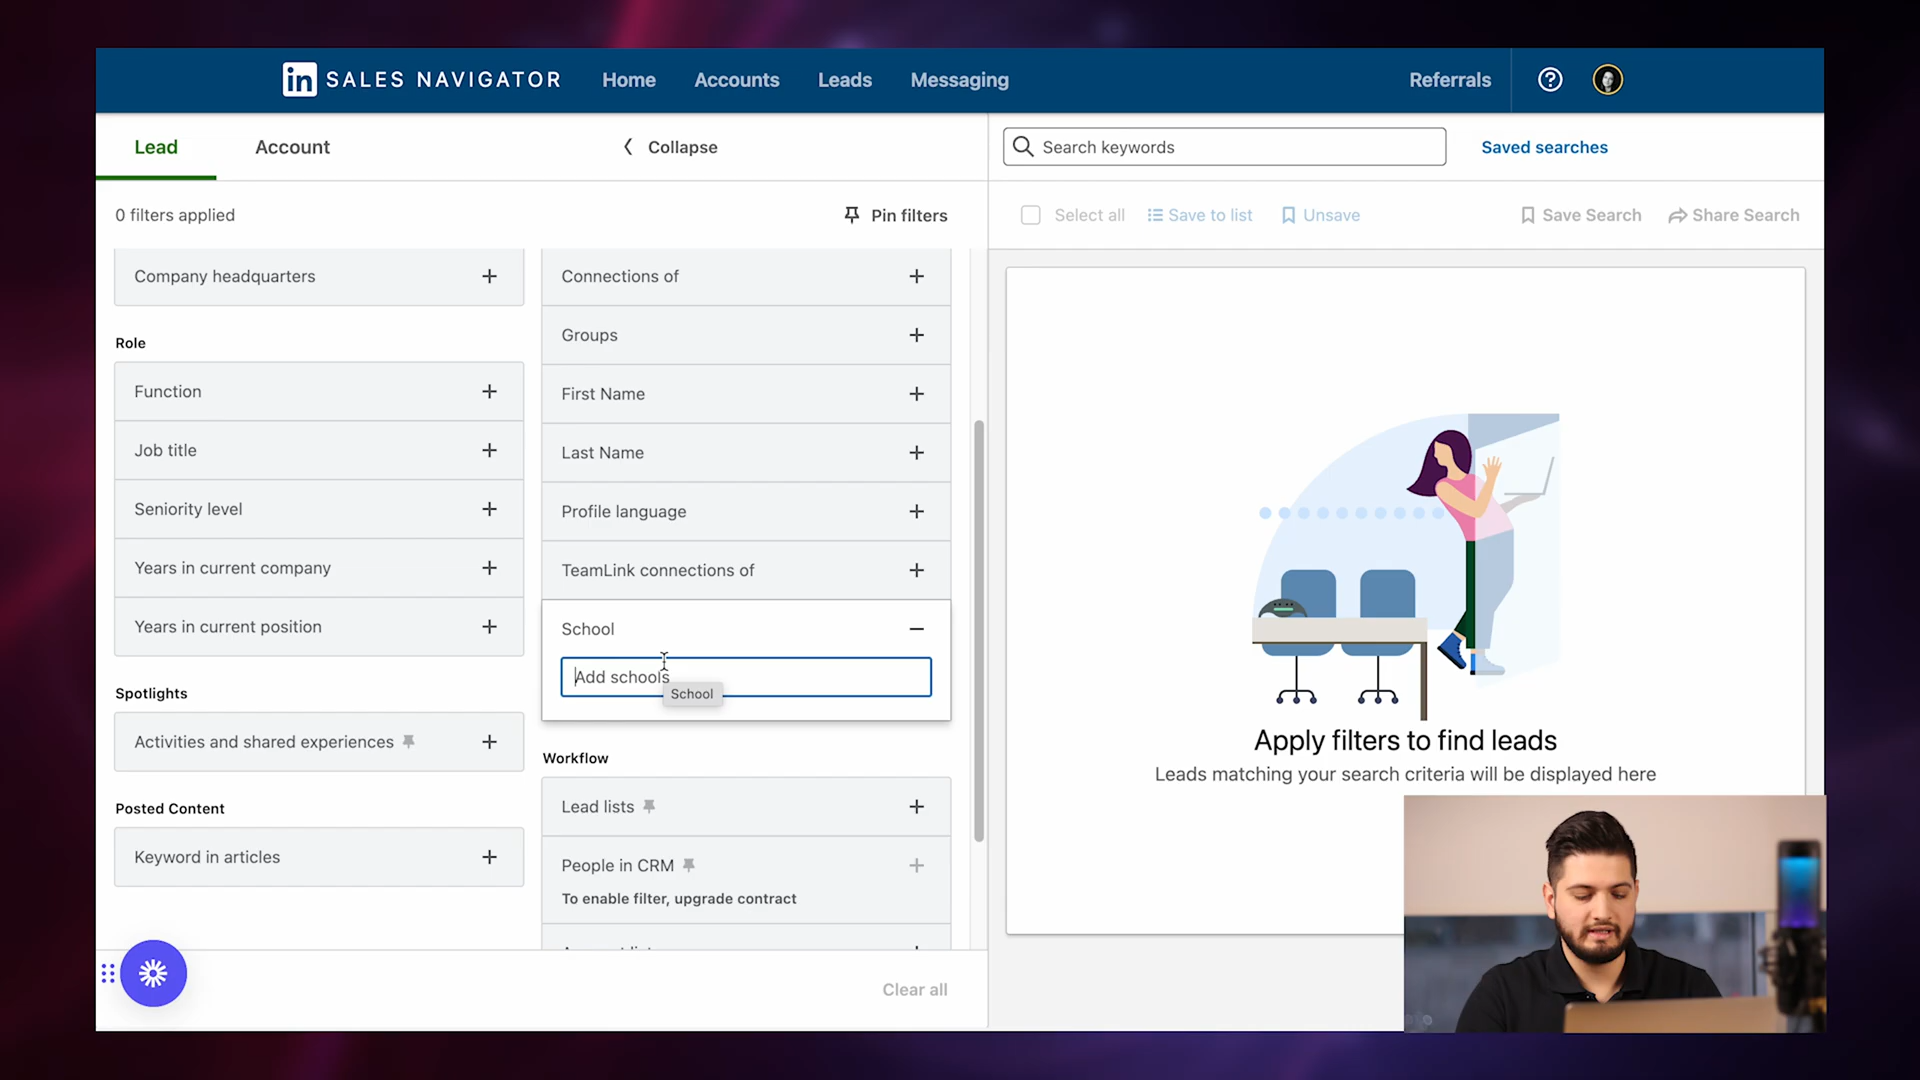 in SALES NAVIGATOR
Home
Accounts
Leads
Messaging
Referrals
Lead
Account
Collapse
Search keywords
Saved searches
0 filters applied
Pin filters
Select all
Save to list
Unsave
Save Search
Share Search
Company headquarters
Role
Function
Job title
Seniority level
Years in current company
Years in current position
Spotlights
Activities and shared experiences
Posted Content
Keyword in articles
Connections of
Groups
First Name
Last Name
Profile language
TeamLink connections of
School
Add schools
School
Workflow
Lead lists
People in CRM
To enable filter, upgrade contract
Clear all
Apply filters to find leads
Leads matching your search criteria will be displayed here